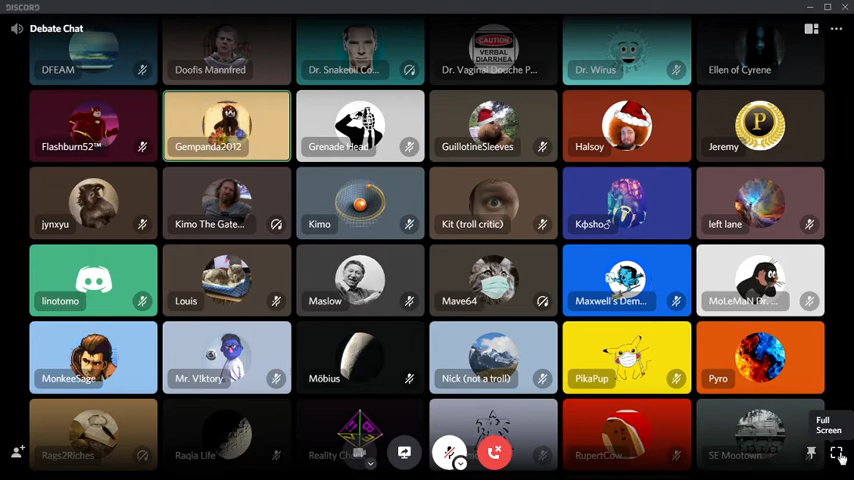 DISCORD
Debate Chat
DFEAM
Doofis Mannfred
Dr. Snakeoil Co...
CAUTION
VERBAL
DIARRHEA
Dr. Vaginal Douche P...
Dr. Wirus
Ellen of Cyrene
Flashburn52™
Gempanda2012
Grenade Head
GuillotineSleeves
Halsoy
P
Jeremy
jynxyu
Kimo The Gate...
Kimo
Kit (troll critic)
Kφsho♂
left lane
linotomo
Louis
Maslow
Mave64
Maxwell's Dem...
MoLeMaN Dr. ...
MonkeeSage
Mr. V!ktory
Möbius
Nick (not a troll)
PikaPup
Pyro
Rags2Riches
Raqia Life
Reality Che
RupertCow
SE Mootown
Full
Screen